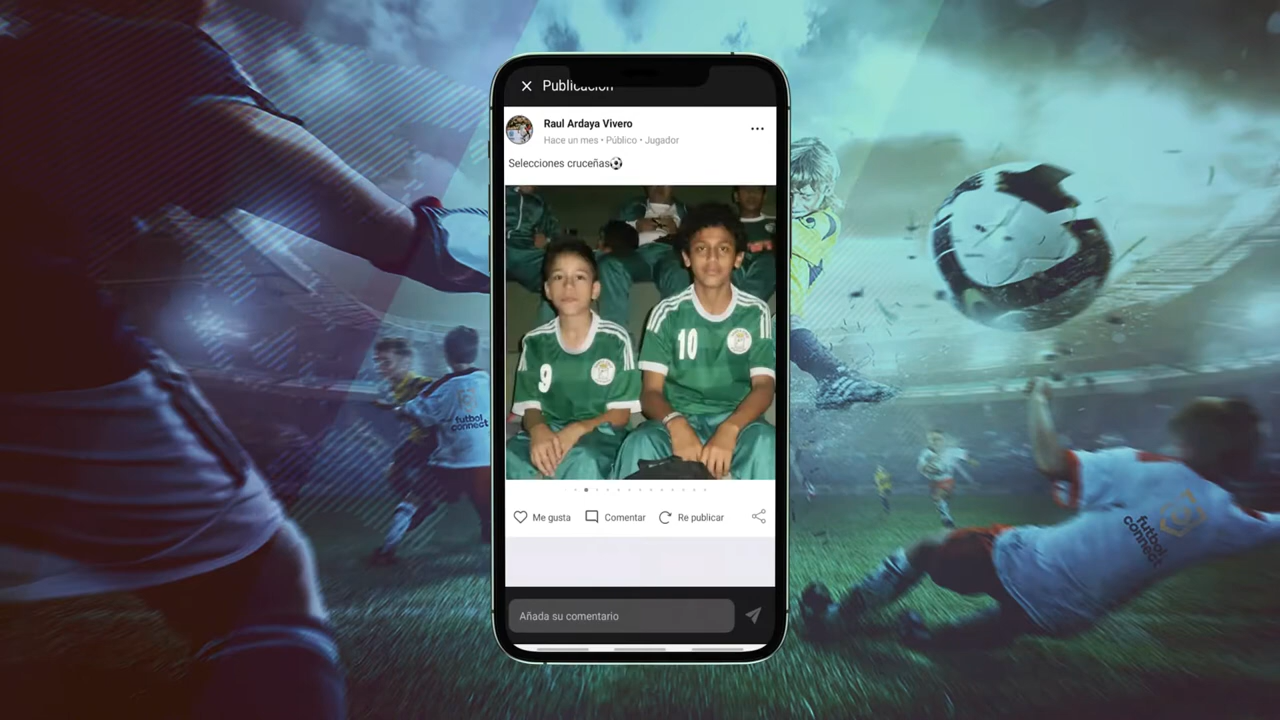 Publicación
Raul Ardaya Vivero
Hace un mes • Público • Jugador
Selecciones cruceñas⚽
9
10
Me gusta
Comentar
Re publicar
Añada su comentario
futbol
connect
futbol
connect